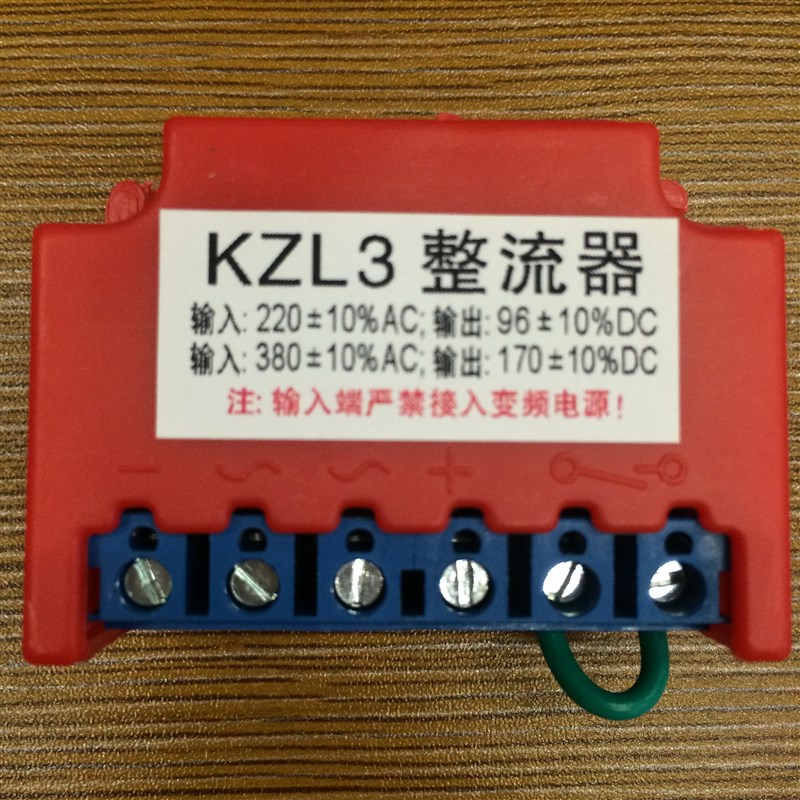 KZL3 整流器
输入: 220±10%AC; 输出: 96±10%DC
输入: 380±10%AC; 输出: 170±10%DC
注: 输入端严禁接入变频电源!
− ~ ~ +